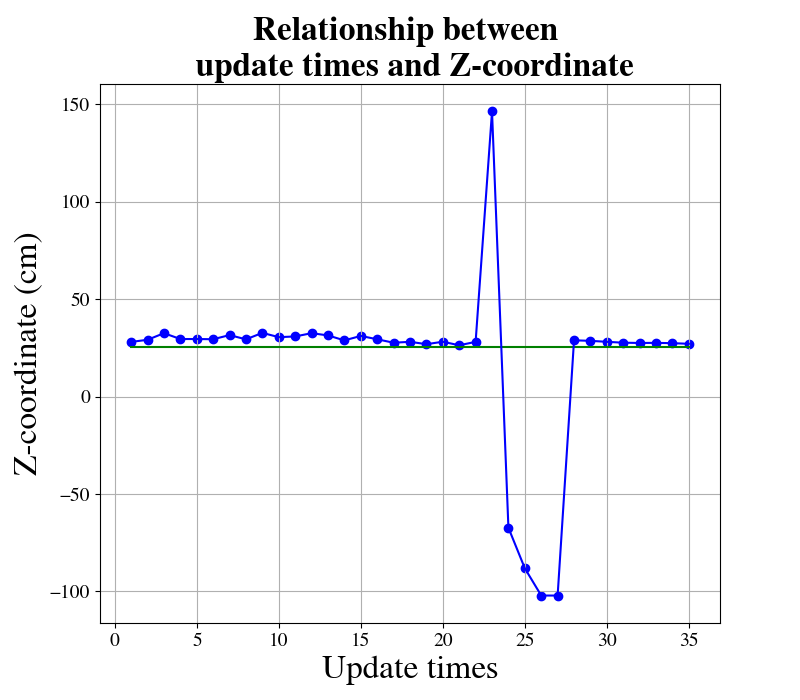 Relationship between
update times and Z-coordinate
Z-coordinate (cm)
150
100
50
0
−50
−100
0 5 10 15 20 25 30 35
Update times